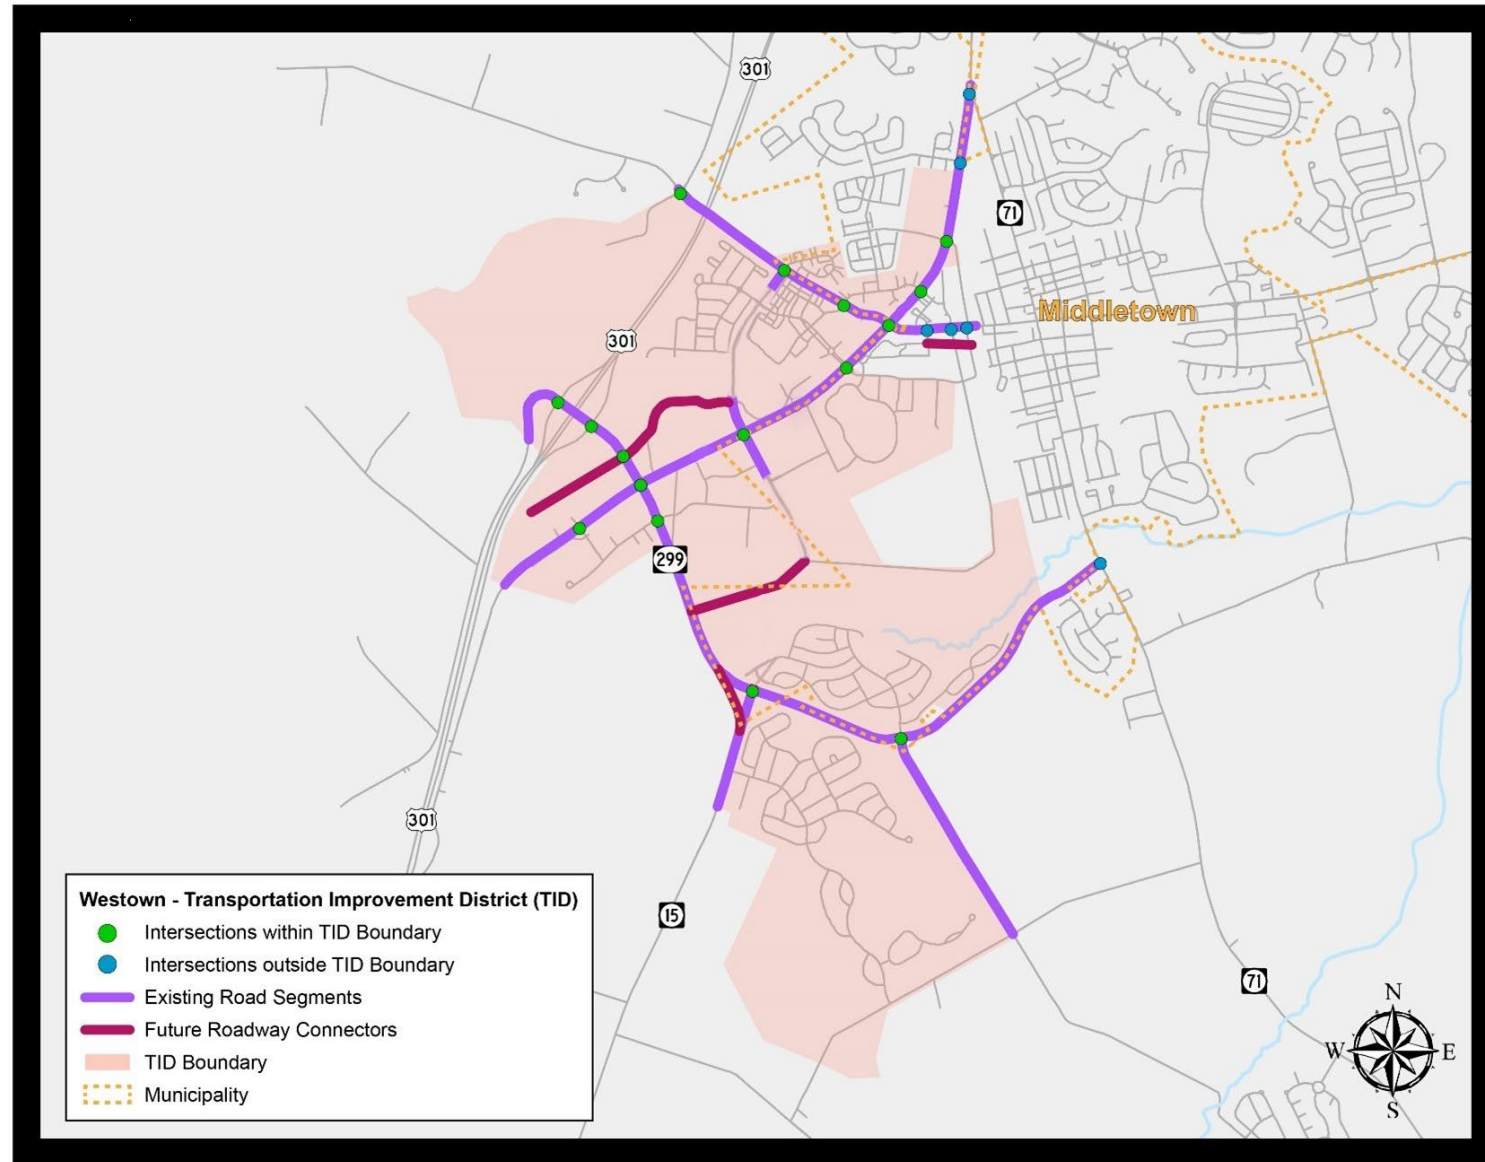 301
71
Middletown
301
299
301
15
71
Westown - Transportation Improvement District (TID)
Intersections within TID Boundary
Intersections outside TID Boundary
Existing Road Segments
Future Roadway Connectors
TID Boundary
Municipality
N
W E
S